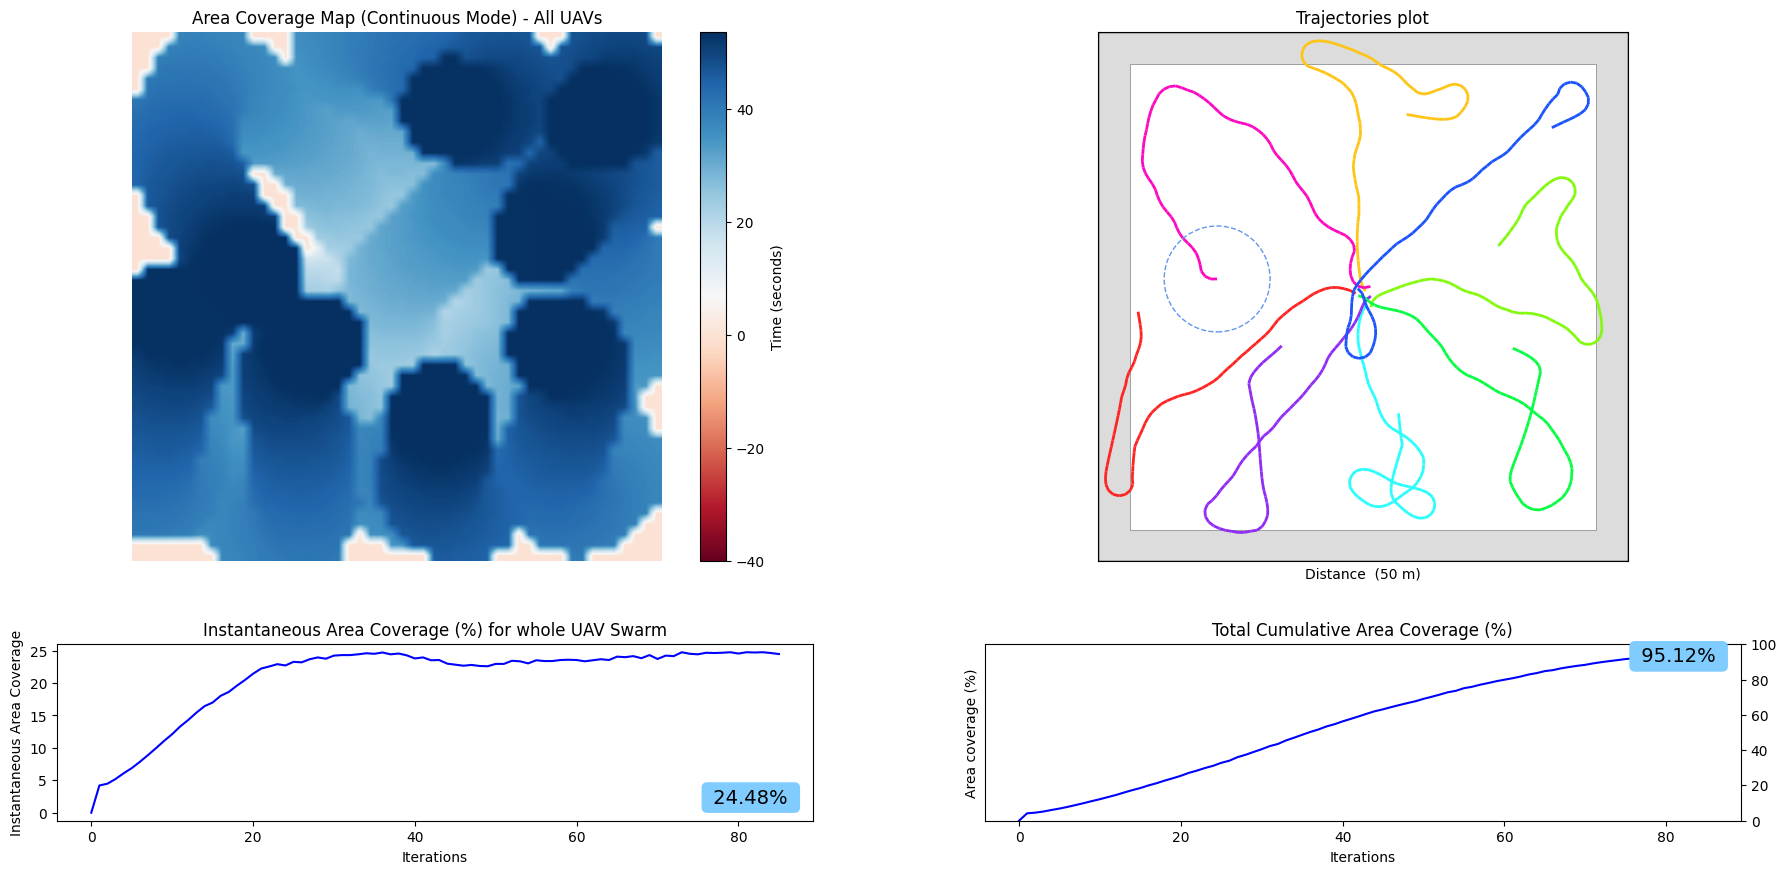 Area Coverage Map (Continuous Mode) - All UAVs
40
20
0
−20
−40
Time (seconds)
Trajectories plot
Distance  (50 m)
Instantaneous Area Coverage (%) for whole UAV Swarm
Instantaneous Area Coverage
25
20
15
10
5
0
24.48%
0 20 40 60 80
Iterations
Total Cumulative Area Coverage (%)
Area coverage (%)
95.12%
100
80
60
40
20
0
0 20 40 60 80
Iterations